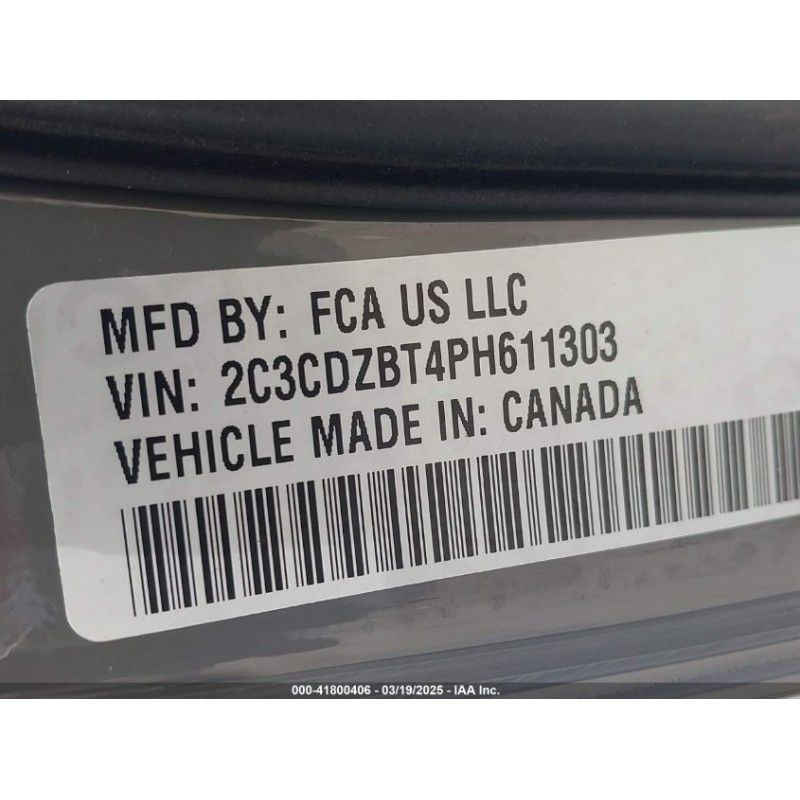 MFD BY: FCA US LLC
VIN: 2C3CDZBT4PH611303
VEHICLE MADE IN: CANADA
000-41800406 - 03/19/2025 - IAA Inc.